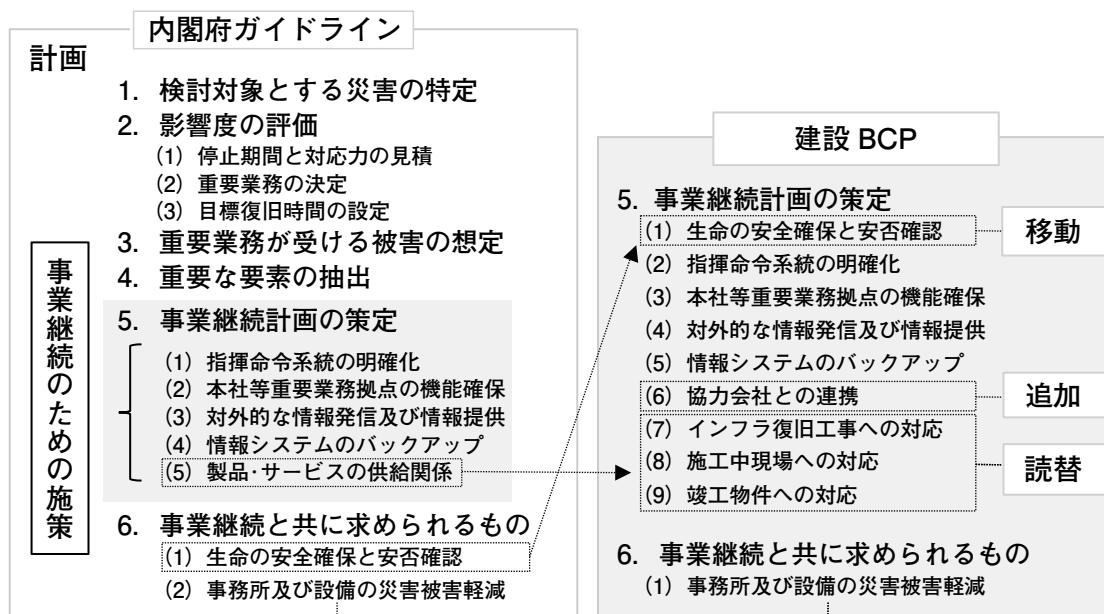 内閣府ガイドライン
計画
1. 検討対象とする災害の特定
2. 影響度の評価
(1) 停止期間と対応力の見積
(2) 重要業務の決定
(3) 目標復旧時間の設定
3. 重要業務が受ける被害の想定
4. 重要な要素の抽出
事業継続のための施策
5. 事業継続計画の策定
(1) 指揮命令系統の明確化
(2) 本社等重要業務拠点の機能確保
(3) 対外的な情報発信及び情報提供
(4) 情報システムのバックアップ
(5) 製品・サービスの供給関係
6. 事業継続と共に求められるもの
(1) 生命の安全確保と安否確認
(2) 事務所及び設備の災害被害軽減
建設 BCP
5. 事業継続計画の策定
(1) 生命の安全確保と安否確認
移動
(2) 指揮命令系統の明確化
(3) 本社等重要業務拠点の機能確保
(4) 対外的な情報発信及び情報提供
(5) 情報システムのバックアップ
(6) 協力会社との連携
追加
(7) インフラ復旧工事への対応
(8) 施工中現場への対応
読替
(9) 竣工物件への対応
6. 事業継続と共に求められるもの
(1) 事務所及び設備の災害被害軽減